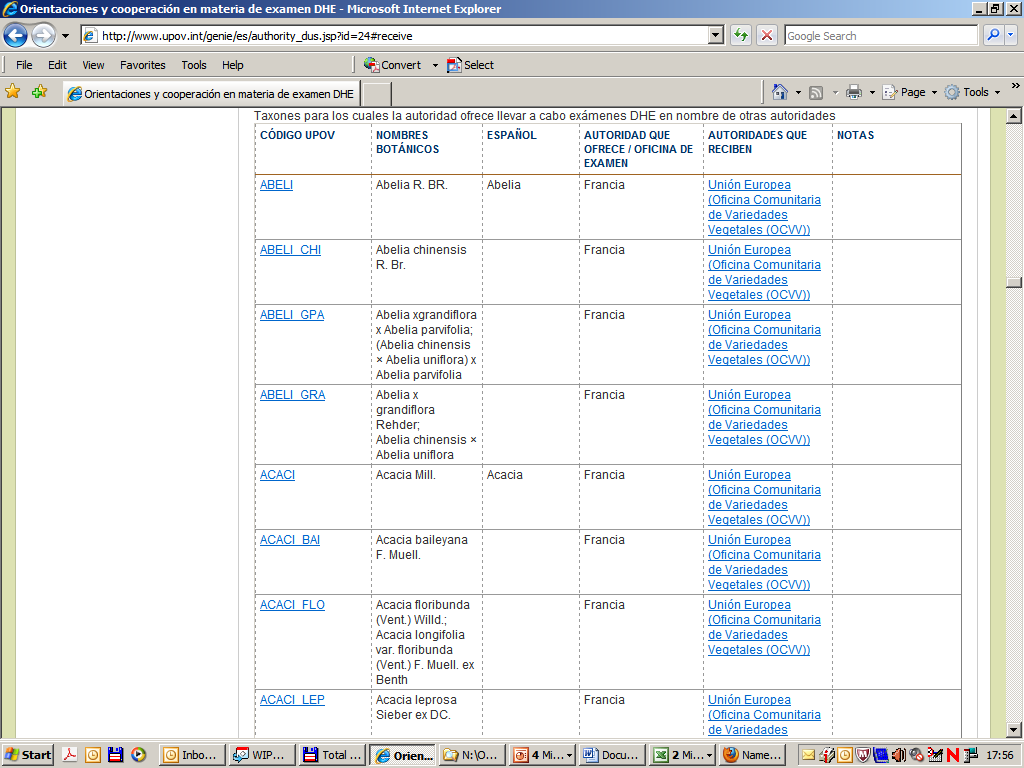 Orientaciones y cooperación en materia de examen DHE - Microsoft Internet Explorer
http://www.upov.int/genie/es/authority_dus.jsp?id=24#receive
Google Search
File Edit View Favorites Tools Help
Convert Select
Orientaciones y cooperación en materia de examen DHE
Page Tools »
Taxones para los cuales la autoridad ofrece llevar a cabo exámenes DHE en nombre de otras autoridades
CÓDIGO UPOV NOMBRES ESPAÑOL AUTORIDAD QUE AUTORIDADES QUE NOTAS
BOTÁNICOS OFRECE / OFICINA DE RECIBEN
EXAMEN
ABELI Abelia R. BR. Abelia Francia Unión Europea
(Oficina Comunitaria
de Variedades
Vegetales (OCVV))
ABELI_CHI Abelia chinensis Francia Unión Europea
R. Br. (Oficina Comunitaria
de Variedades
Vegetales (OCVV))
ABELI_GPA Abelia xgrandiflora Francia Unión Europea
x Abelia parvifolia; (Oficina Comunitaria
(Abelia chinensis de Variedades
× Abelia uniflora) x Vegetales (OCVV))
Abelia parvifolia
ABELI_GRA Abelia x Francia Unión Europea
grandiflora (Oficina Comunitaria
Rehder; de Variedades
Abelia chinensis × Vegetales (OCVV))
Abelia uniflora
ACACI Acacia Mill. Acacia Francia Unión Europea
(Oficina Comunitaria
de Variedades
Vegetales (OCVV))
ACACI_BAI Acacia baileyana Francia Unión Europea
F. Muell. (Oficina Comunitaria
de Variedades
Vegetales (OCVV))
ACACI_FLO Acacia floribunda Francia Unión Europea
(Vent.) Willd.; (Oficina Comunitaria
Acacia longifolia de Variedades
var. floribunda Vegetales (OCVV))
(Vent.) F. Muell. ex
Benth
ACACI_LEP Acacia leprosa Francia Unión Europea
Sieber ex DC. (Oficina Comunitaria
de Variedades
Start Inbo... WIP... Total ... Orien... N:\O... 4 Mi... Docu... 2 Mi... Name... 17:56